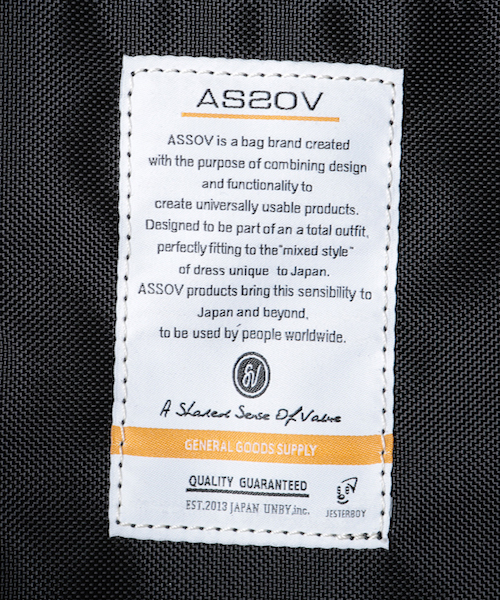 AS2OV
ASSOV is a bag brand created
with the purpose of combining design
and functionality to
create universally usable products.
Designed to be part of an a total outfit,
perfectly fitting to the "mixed style"
of dress unique to Japan.
ASSOV products bring this sensibility to
Japan and beyond,
to be used by people worldwide.
SV
A Shared Sense Of Value
GENERAL GOODS SUPPLY
QUALITY GUARANTEED
EST.2013 JAPAN UNBY,inc.
JESTERBOY